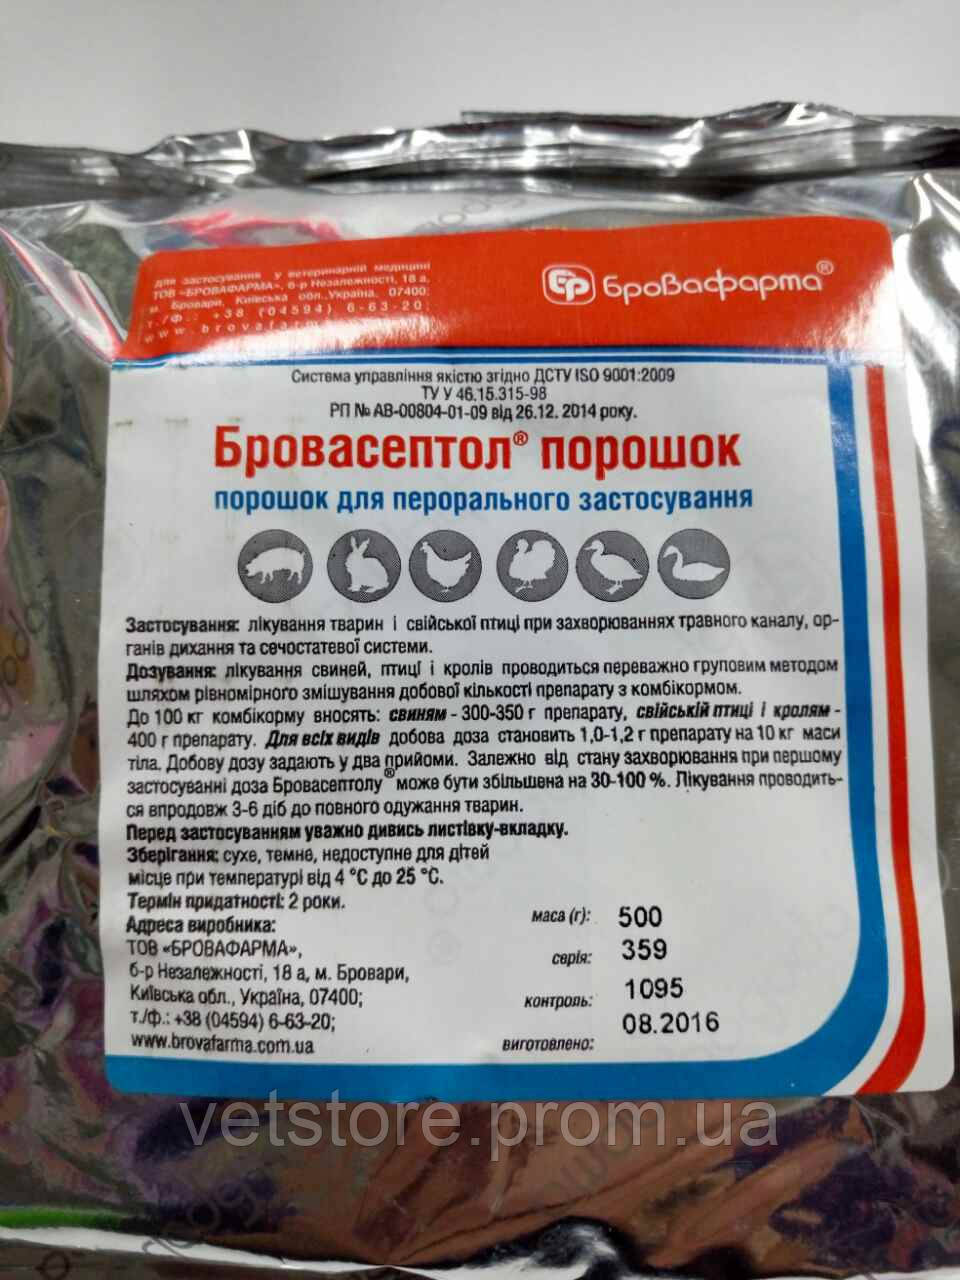 для застосування у ветеринарній медицині
ТОВ «БРОВАФАРМА», б-р Незалежності, 18 а,
м. Бровари, Київська обл.,Україна, 07400;
т./ф.: +38 (04594) 6-63-20;
www.brovafarm
бровафарма®
Система управління якістю згідно ДСТУ ISO 9001:2009
ТУ У 46.15.315-98
РП № АВ-00804-01-09 від 26.12. 2014 року.
Бровасептол® порошок
порошок для перорального застосування
Застосування: лікування тварин і свійської птиці при захворюваннях травного каналу, ор-
ганів дихання та сечостатевої системи.
Дозування: лікування свиней, птиці і кролів проводиться переважно груповим методом
шляхом рівномірного змішування добової кількості препарату з комбікормом.
До 100 кг комбікорму вносять: свиням - 300-350 г препарату, свійській птиці і кролям -
400 г препарату. Для всіх видів добова доза становить 1,0-1,2 г препарату на 10 кг маси
тіла. Добову дозу задають у два прийоми. Залежно від стану захворювання при першому
застосуванні доза Бровасептолу® може бути збільшена на 30-100 %. Лікування проводить-
ся впродовж 3-6 діб до повного одужання тварин.
Перед застосуванням уважно дивись листівку-вкладку.
Зберігання: сухе, темне, недоступне для дітей
місце при температурі від 4 °С до 25 °С.
Термін придатності: 2 роки.
Адреса виробника:
ТОВ «БРОВАФАРМА»,
б-р Незалежності, 18 а, м. Бровари,
Київська обл., Україна, 07400;
т./ф.: +38 (04594) 6-63-20;
www.brovafarma.com.ua
маса (г): 500
серія: 359
контроль: 1095
виготовлено: 08.2016
vetstore.prom.ua